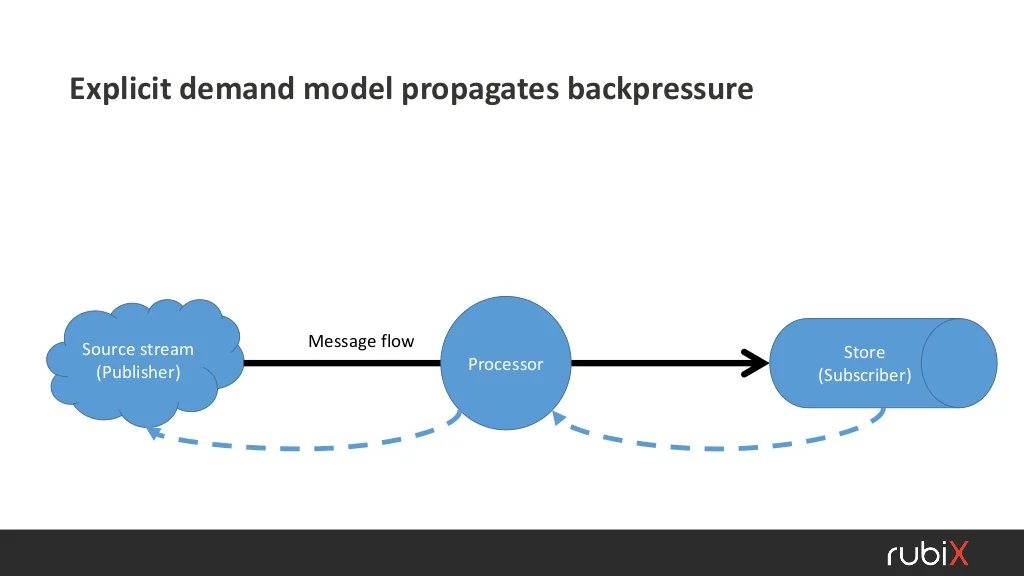 Explicit demand model propagates backpressure
Message flow
Source stream
(Publisher)
Processor
Store
(Subscriber)
rubiX